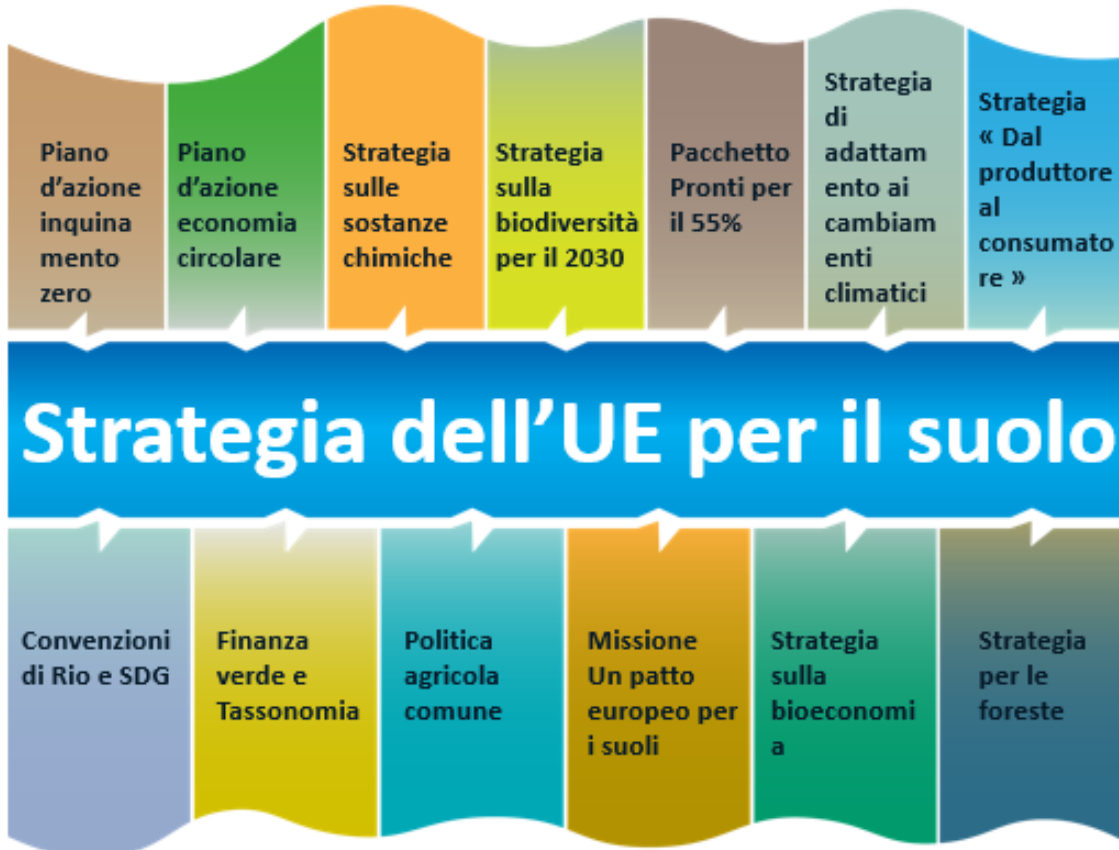 Piano
d’azione
inquina
mento
zero
Piano
d’azione
economia
circolare
Strategia
sulle
sostanze
chimiche
Strategia
sulla
biodiversità
per il 2030
Pacchetto
Pronti per
il 55%
Strategia
di
adattam
ento ai
cambiam
enti
climatici
Strategia
« Dal
produttore
al
consumato
re »
Strategia dell’UE per il suolo
Convenzioni
di Rio e SDG
Finanza
verde e
Tassonomia
Politica
agricola
comune
Missione
Un patto
europeo per
i suoli
Strategia
sulla
bioeconomi
a
Strategia
per le
foreste